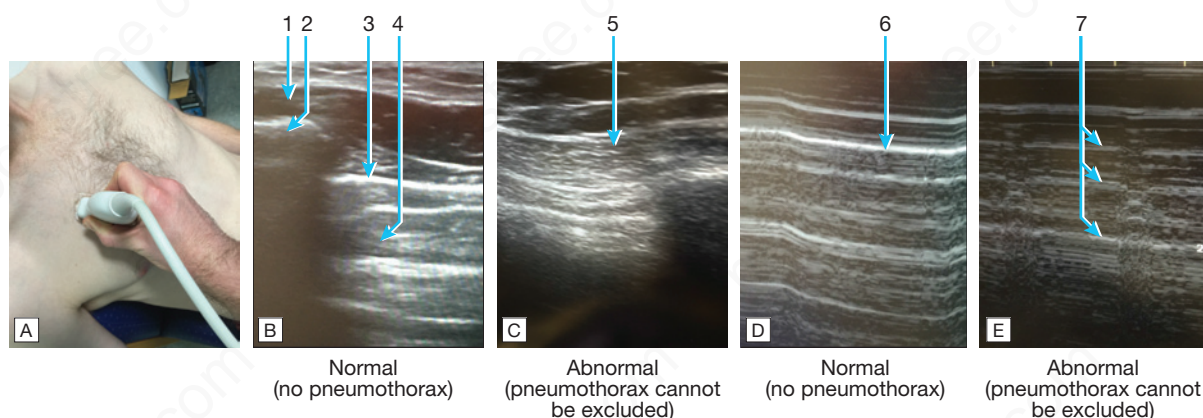 1 2 3 4 5 6 7
A B C D E
Normal
(no pneumothorax)
Abnormal
(pneumothorax cannot
be excluded)
Normal
(no pneumothorax)
Abnormal
(pneumothorax cannot
be excluded)